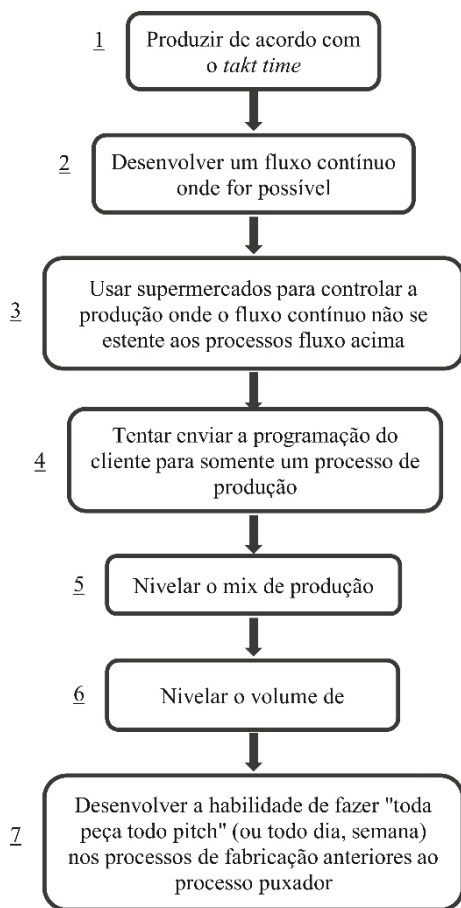 1
Produzir de acordo com
o takt time
2
Desenvolver um fluxo contínuo
onde for possível
3
Usar supermercados para controlar a
produção onde o fluxo contínuo não se
estente aos processos fluxo acima
4
Tentar enviar a programação do
cliente para somente um processo de
produção
5
Nivelar o mix de produção
6
Nivelar o volume de
7
Desenvolver a habilidade de fazer "toda
peça todo pitch" (ou todo dia, semana)
nos processos de fabricação anteriores ao
processo puxador